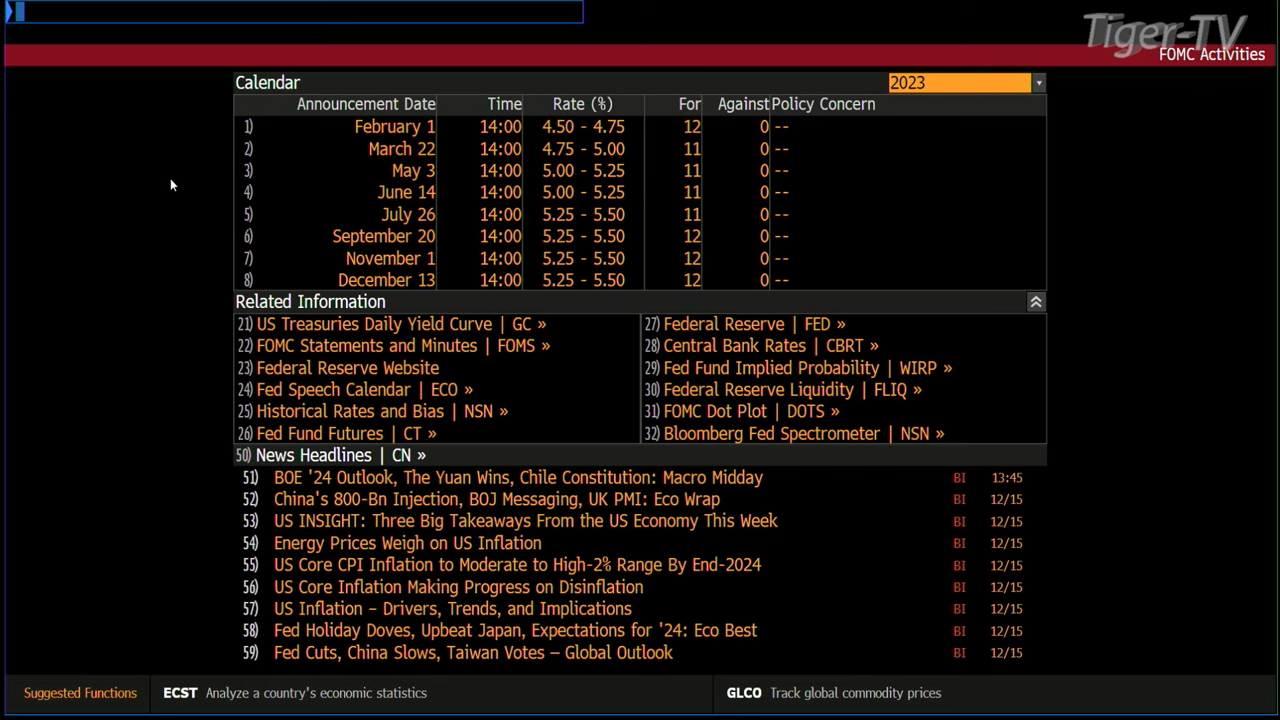 Tiger-TV
FOMC Activities
Calendar 2023
Announcement Date Time Rate (%) For Against Policy Concern
1) February 1 14:00 4.50 - 4.75 12 0 --
2) March 22 14:00 4.75 - 5.00 11 0 --
3) May 3 14:00 5.00 - 5.25 11 0 --
4) June 14 14:00 5.00 - 5.25 11 0 --
5) July 26 14:00 5.25 - 5.50 11 0 --
6) September 20 14:00 5.25 - 5.50 12 0 --
7) November 1 14:00 5.25 - 5.50 12 0 --
8) December 13 14:00 5.25 - 5.50 12 0 --
Related Information
21) US Treasuries Daily Yield Curve | GC » 27) Federal Reserve | FED »
22) FOMC Statements and Minutes | FOMS » 28) Central Bank Rates | CBRT »
23) Federal Reserve Website 29) Fed Fund Implied Probability | WIRP »
24) Fed Speech Calendar | ECO » 30) Federal Reserve Liquidity | FLIQ »
25) Historical Rates and Bias | NSN » 31) FOMC Dot Plot | DOTS »
26) Fed Fund Futures | CT » 32) Bloomberg Fed Spectrometer | NSN »
50) News Headlines | CN »
51) BOE '24 Outlook, The Yuan Wins, Chile Constitution: Macro Midday BI 13:45
52) China's 800-Bn Injection, BOJ Messaging, UK PMI: Eco Wrap BI 12/15
53) US INSIGHT: Three Big Takeaways From the US Economy This Week BI 12/15
54) Energy Prices Weigh on US Inflation BI 12/15
55) US Core CPI Inflation to Moderate to High-2% Range By End-2024 BI 12/15
56) US Core Inflation Making Progress on Disinflation BI 12/15
57) US Inflation – Drivers, Trends, and Implications BI 12/15
58) Fed Holiday Doves, Upbeat Japan, Expectations for '24: Eco Best BI 12/15
59) Fed Cuts, China Slows, Taiwan Votes – Global Outlook BI 12/15
Suggested Functions ECST Analyze a country's economic statistics GLCO Track global commodity prices